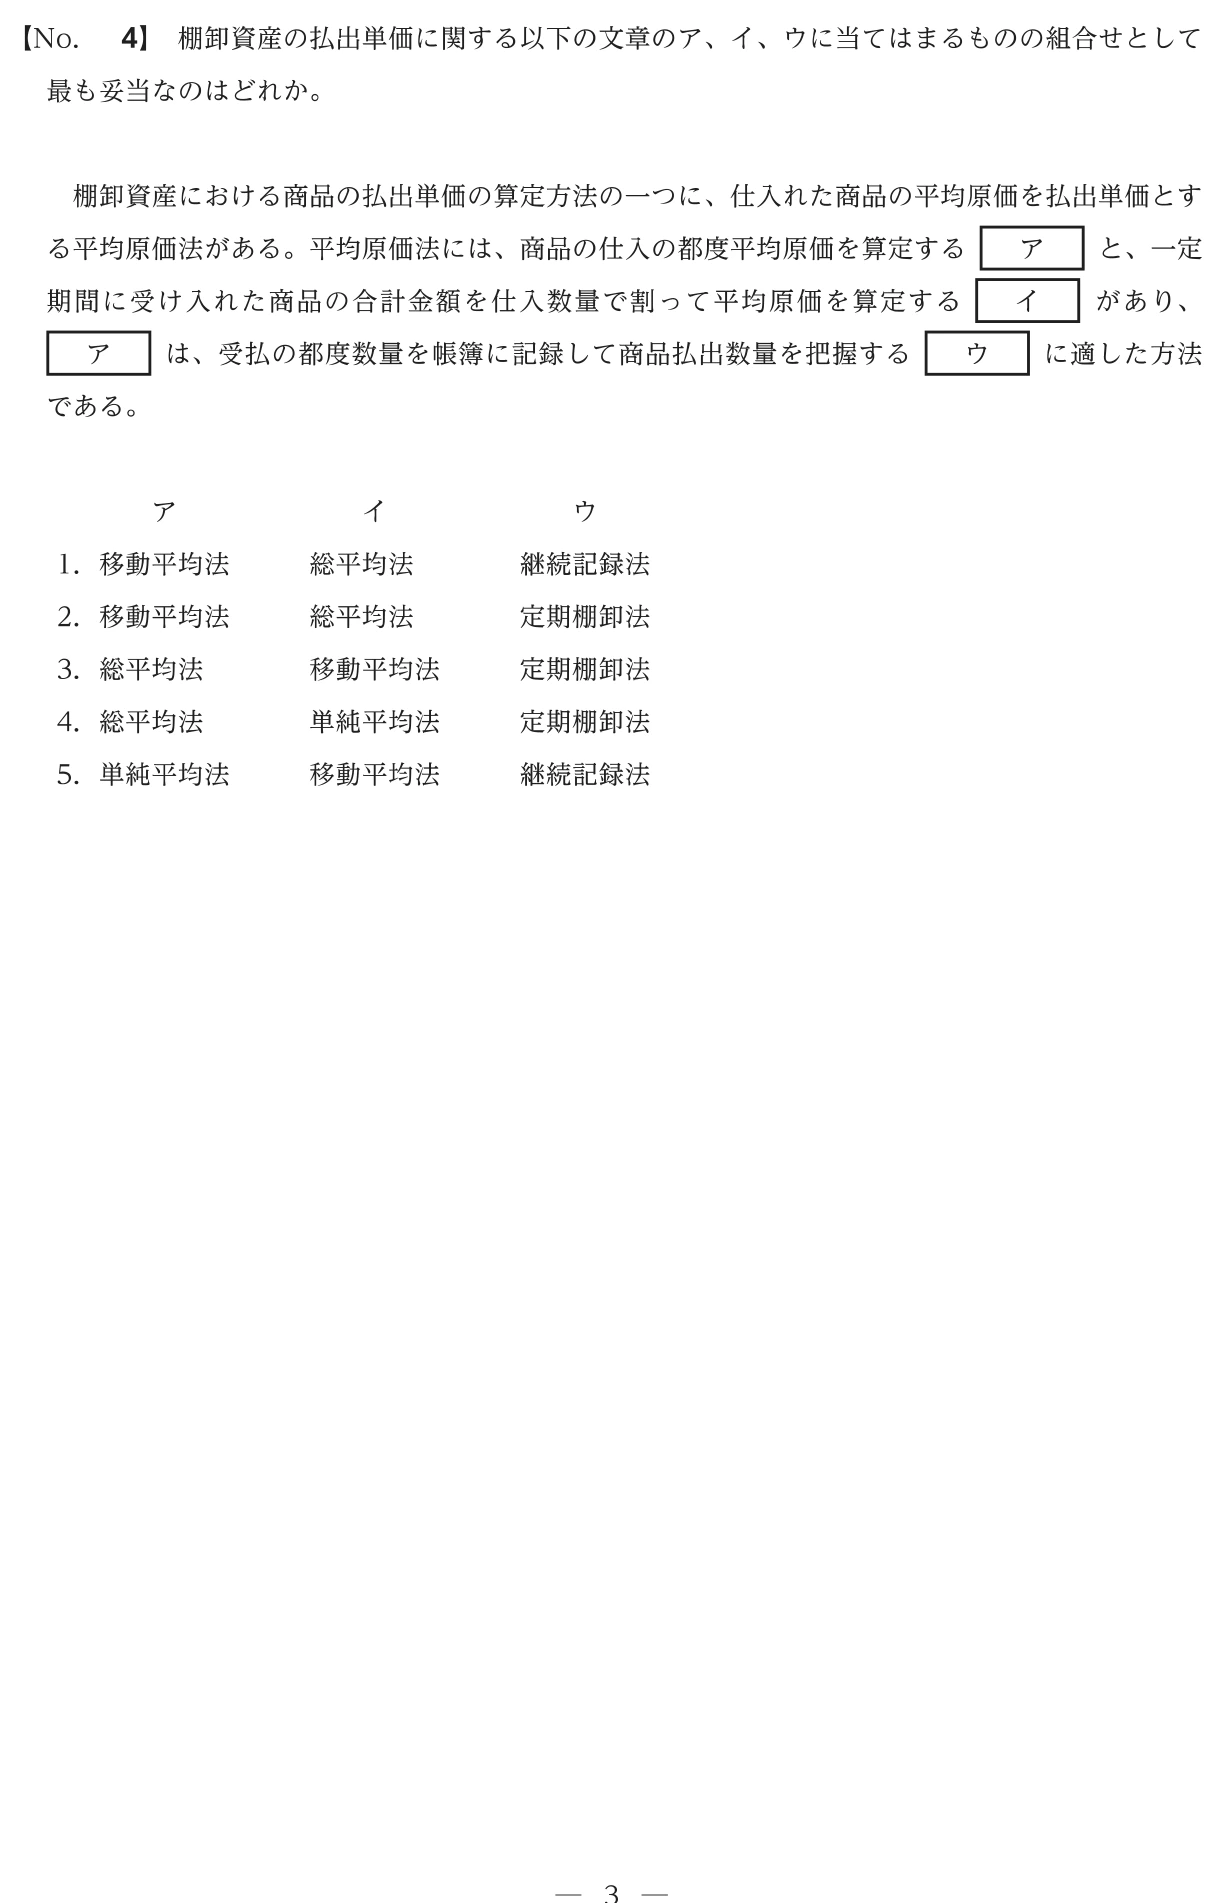 【No. 4】 棚卸資産の払出単価に関する以下の文章のア、イ、ウに当てはまるものの組合せとして
最も妥当なのはどれか。
棚卸資産における商品の払出単価の算定方法の一つに、仕入れた商品の平均原価を払出単価とす
る平均原価法がある。平均原価法には、商品の仕入の都度平均原価を算定する ア と、一定
期間に受け入れた商品の合計金額を仕入数量で割って平均原価を算定する イ があり、
ア は、受払の都度数量を帳簿に記録して商品払出数量を把握する ウ に適した方法
である。
ア イ ウ
1. 移動平均法 総平均法 継続記録法
2. 移動平均法 総平均法 定期棚卸法
3. 総平均法 移動平均法 定期棚卸法
4. 総平均法 単純平均法 定期棚卸法
5. 単純平均法 移動平均法 継続記録法
— 3 —